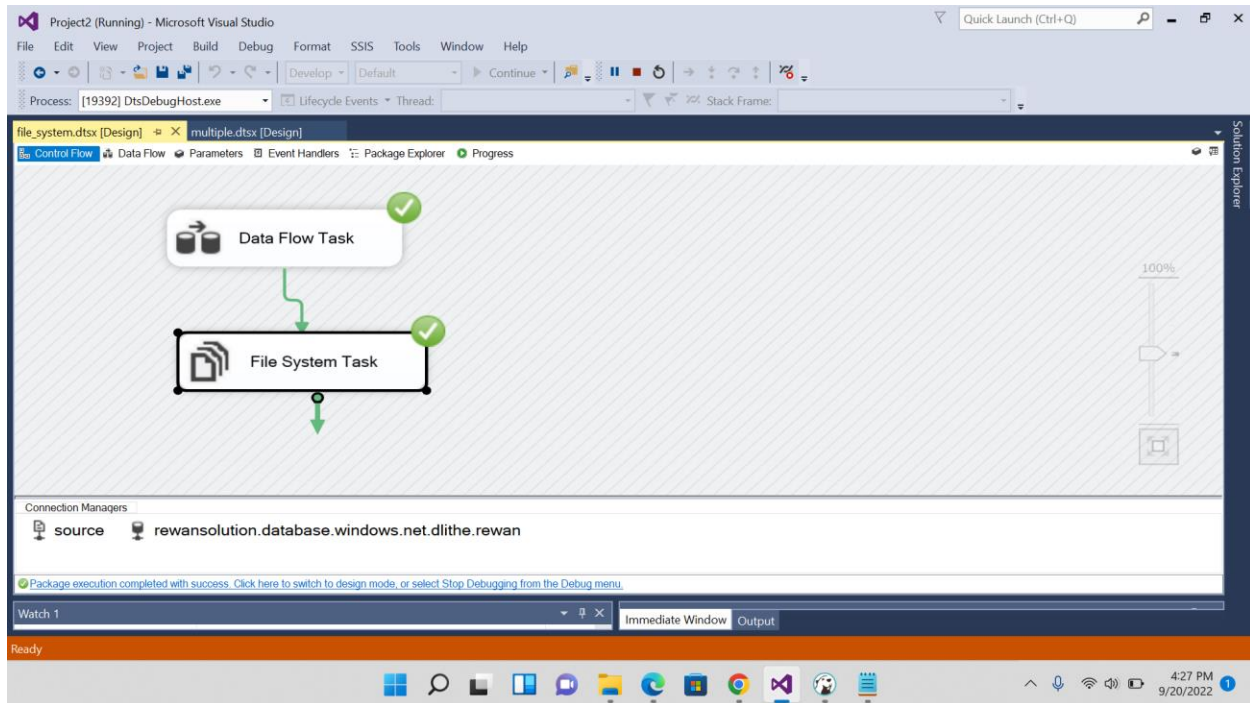 Project2 (Running) - Microsoft Visual Studio
Quick Launch (Ctrl+Q)
File Edit View Project Build Debug Format SSIS Tools Window Help
Develop Default Continue
Process: [19392] DtsDebugHost.exe Lifecycle Events Thread: Stack Frame:
file_system.dtsx [Design] multiple.dtsx [Design]
Control Flow Data Flow Parameters Event Handlers Package Explorer Progress
Solution Explorer
Data Flow Task
100%
File System Task
Connection Managers
source rewansolution.database.windows.net.dlithe.rewan
Package execution completed with success. Click here to switch to design mode, or select Stop Debugging from the Debug menu.
Watch 1
Immediate Window Output
Ready
4:27 PM
9/20/2022
1